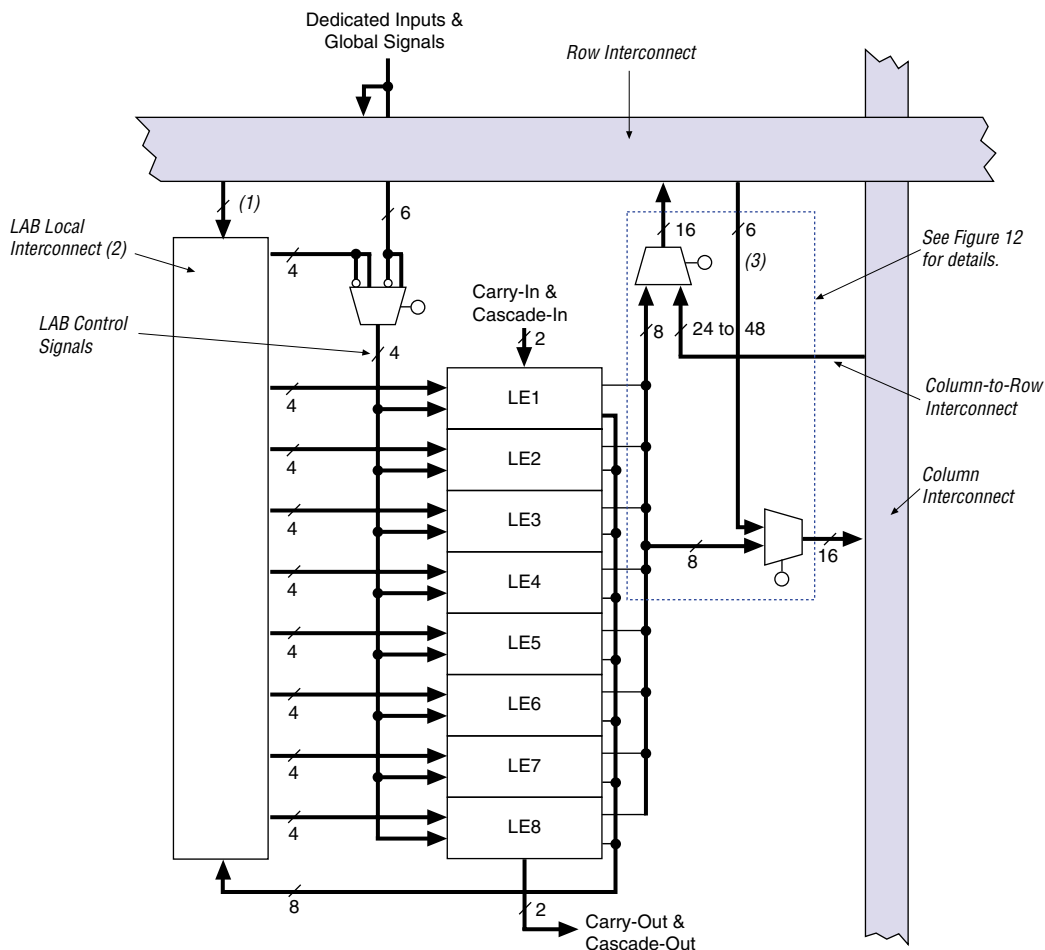 Dedicated Inputs &
Global Signals
Row Interconnect
(1)
6
16
6
(3)
LAB Local
Interconnect (2)
4
See Figure 12
for details.
Carry-In &
Cascade-In
2
8
24 to 48
LAB Control
Signals
4
Column-to-Row
Interconnect
LE1
4
LE2
4
Column
Interconnect
LE3
4
8
16
LE4
4
LE5
4
LE6
4
LE7
4
LE8
4
8
2
Carry-Out &
Cascade-Out